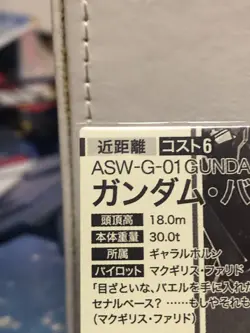 近距離 コスト6
ASW-G-01 GUNDA
ガンダム・バ
頭頂高 18.0m
本体重量 30.0t
所属 ギャラルホルン
パイロット マクギリス・ファリド
「目ざといな、バエルを手に入れた
セナルベース? ……もしやそれも
(マクギリス・ファリド)